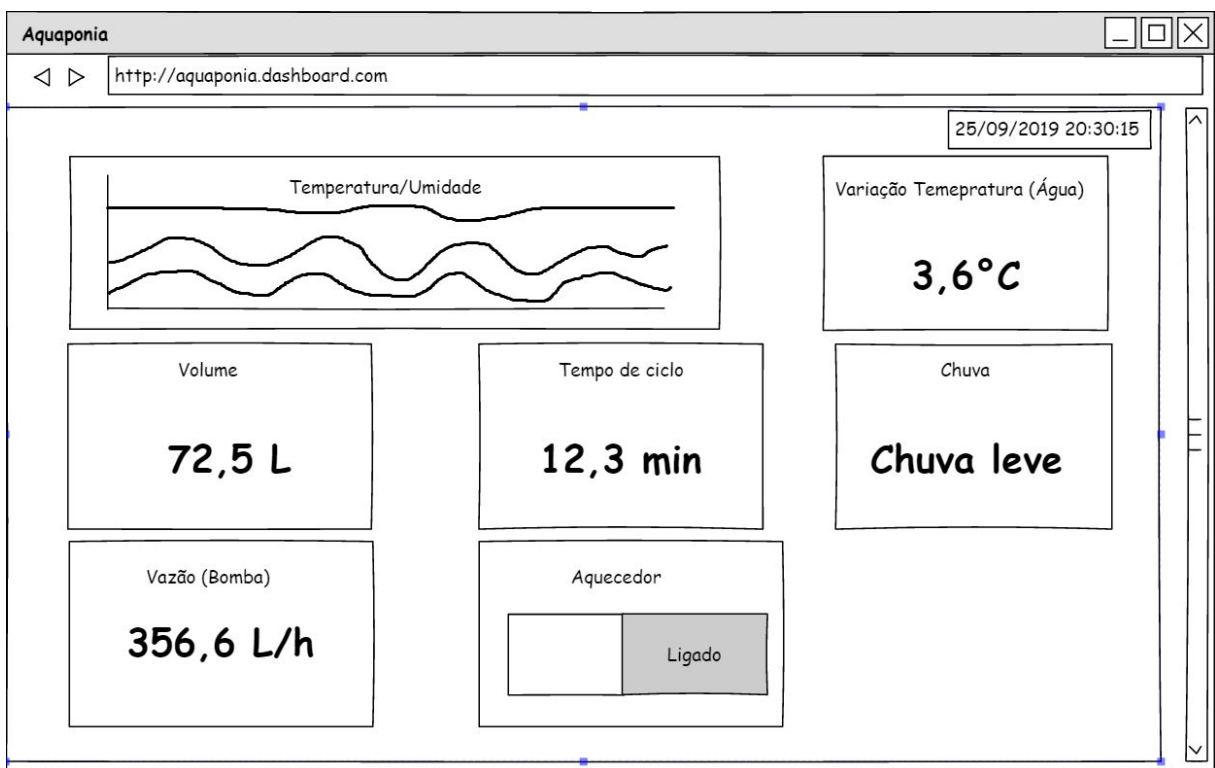 Aquaponia
http://aquaponia.dashboard.com
25/09/2019 20:30:15
Temperatura/Umidade
Variação Temepratura (Água)
3,6°C
Volume
72,5 L
Tempo de ciclo
12,3 min
Chuva
Chuva leve
Vazão (Bomba)
356,6 L/h
Aquecedor
Ligado